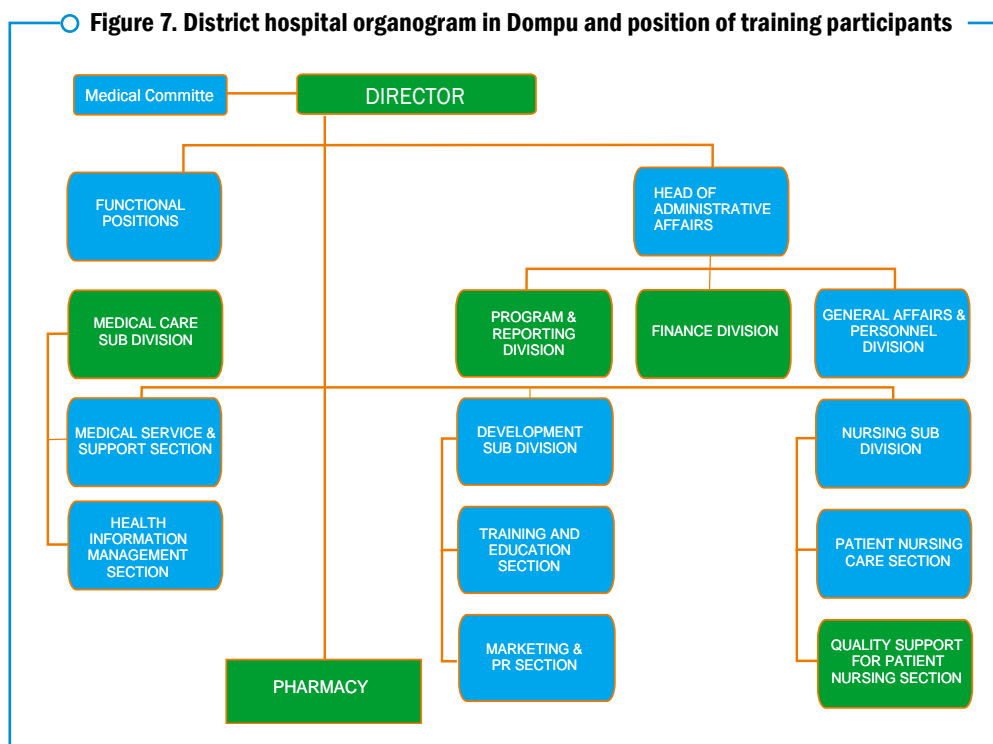 Figure 7. District hospital organogram in Dompu and position of training participants
Medical Committe
DIRECTOR
FUNCTIONAL
POSITIONS
HEAD OF
ADMINISTRATIVE
AFFAIRS
MEDICAL CARE
SUB DIVISION
PROGRAM &
REPORTING
DIVISION
FINANCE DIVISION
GENERAL AFFAIRS &
PERSONNEL
DIVISION
MEDICAL SERVICE &
SUPPORT SECTION
DEVELOPMENT
SUB DIVISION
NURSING SUB
DIVISION
HEALTH
INFORMATION
MANAGEMENT
SECTION
TRAINING AND
EDUCATION
SECTION
PATIENT NURSING
CARE SECTION
MARKETING &
PR SECTION
QUALITY SUPPORT
FOR PATIENT
NURSING SECTION
PHARMACY